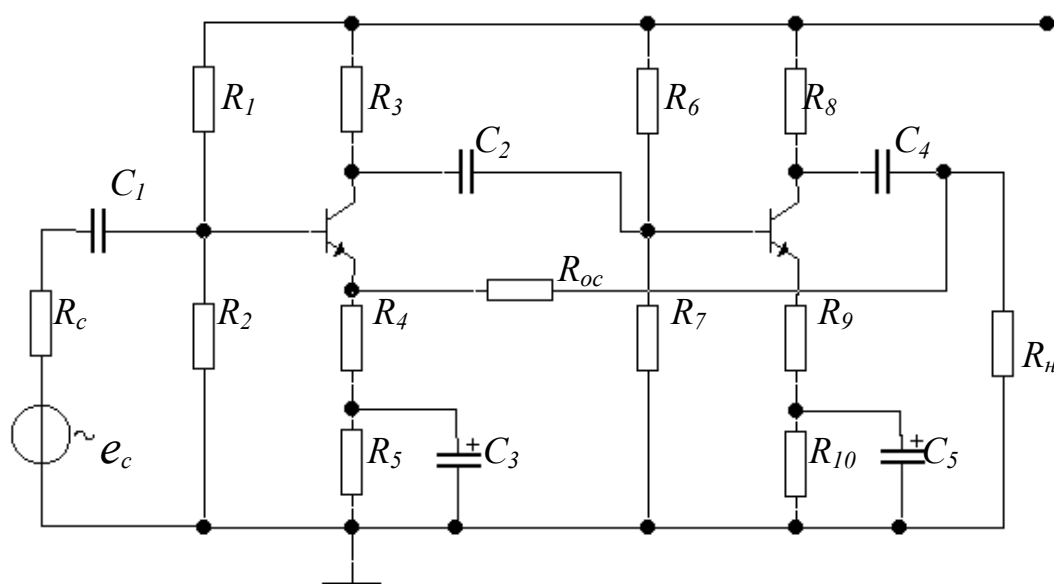 R1
R3
R6
R8
C2
C4
C1
Roc
Rc
R2
R4
R7
R9
Rн
ec
R5
C3
R10
C5
+
+
~